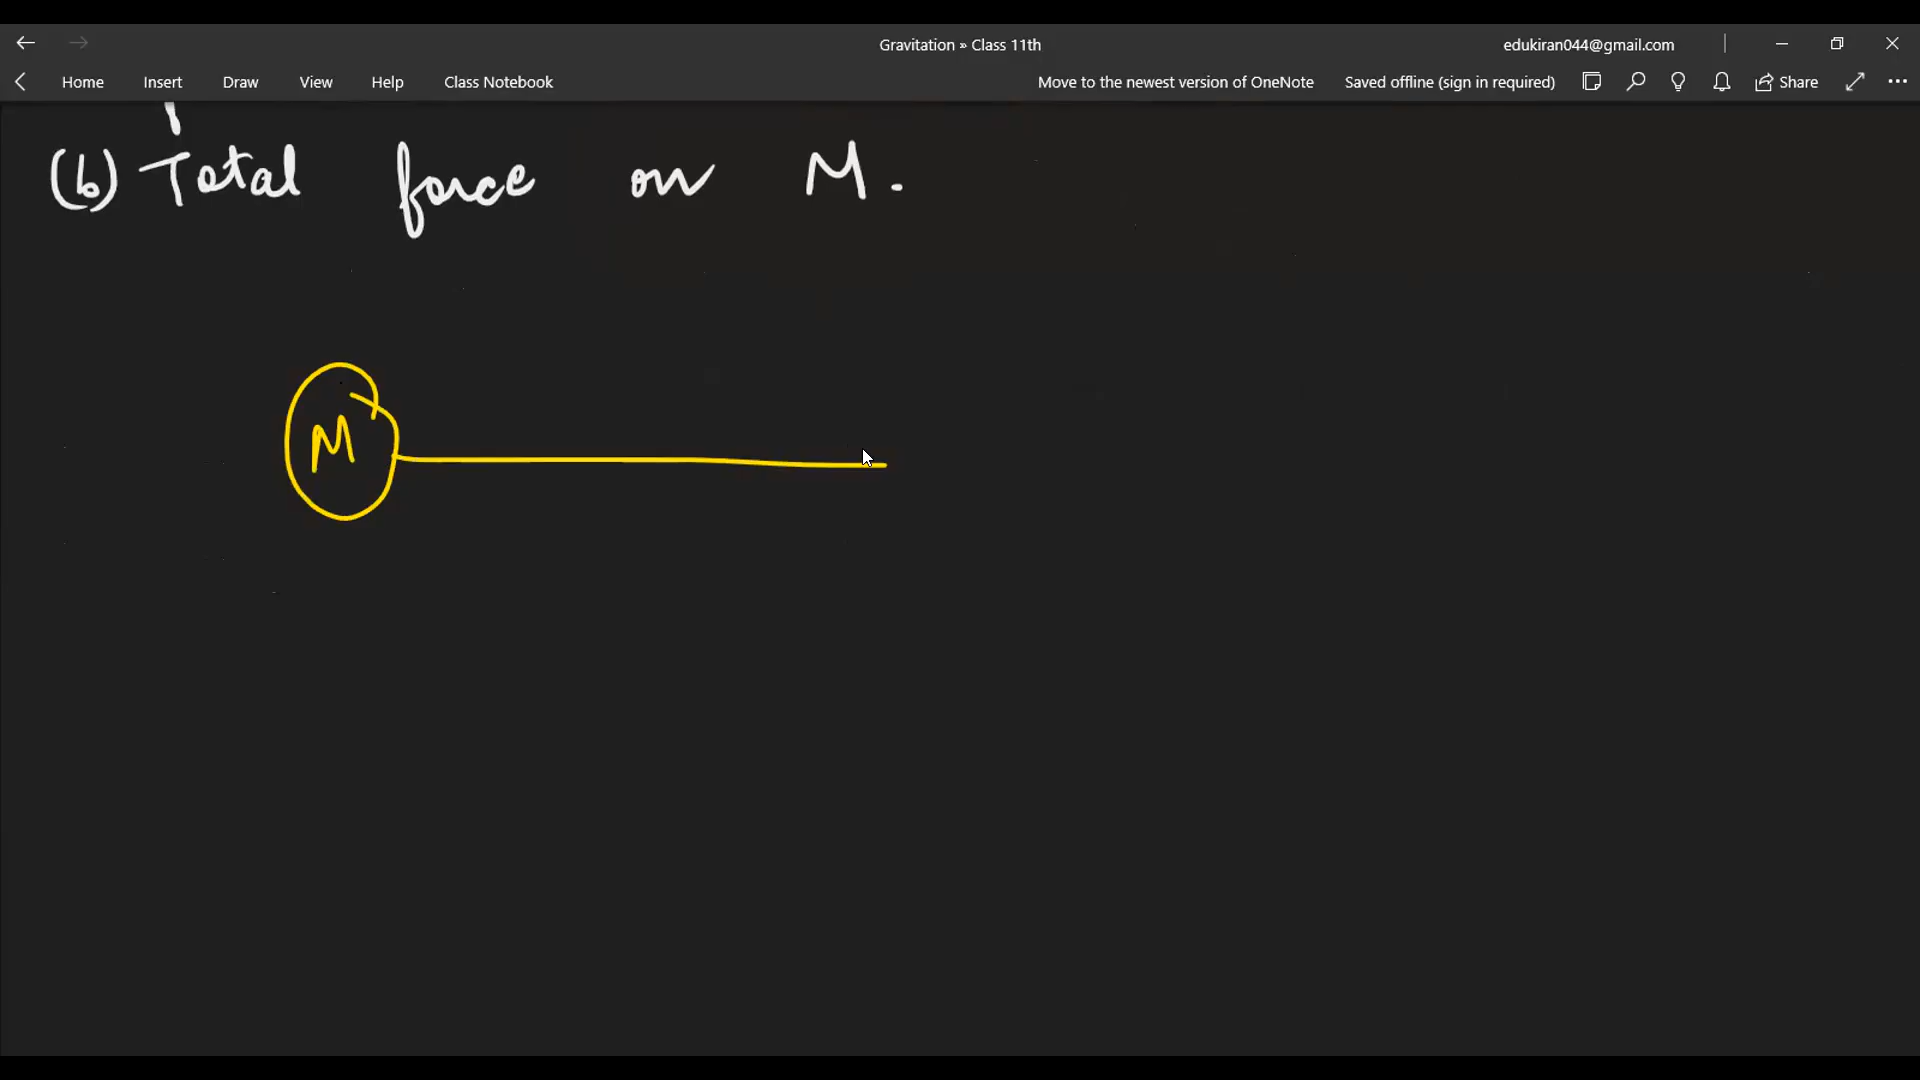 Gravitation » Class 11th
edukiran044@gmail.com
Home Insert Draw View Help Class Notebook
Move to the newest version of OneNote Saved offline (sign in required) Share
(b) Total force on M.
M